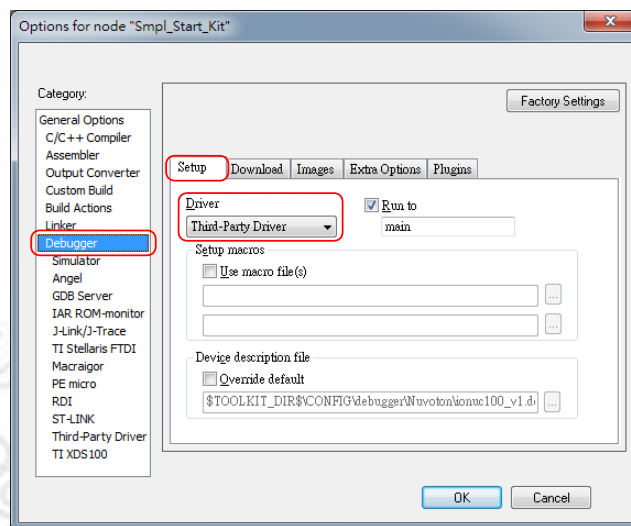 Options for node "Smpl_Start_Kit"
Category:
Factory Settings
General Options
C/C++ Compiler
Assembler
Output Converter
Custom Build
Build Actions
Linker
Debugger
Simulator
Angel
GDB Server
IAR ROM-monitor
J-Link/J-Trace
TI Stellaris FTDI
Macraigor
PE micro
RDI
ST-LINK
Third-Party Driver
TI XDS100
Setup Download Images Extra Options Plugins
Driver
Third-Party Driver
Run to
main
Setup macros
Use macro file(s)
...
...
Device description file
Override default
$TOOLKIT_DIR$\CONFIG\debugger\Nuvoton\ionuc100_v1.d
...
OK Cancel